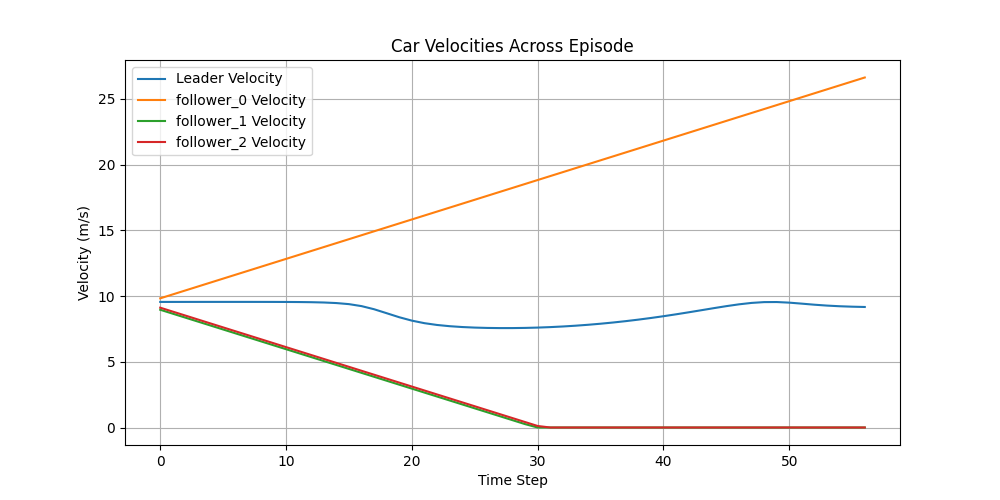 Car Velocities Across Episode
Leader Velocity
follower_0 Velocity
follower_1 Velocity
follower_2 Velocity
Velocity (m/s)
25
20
15
10
5
0
0 10 20 30 40 50
Time Step